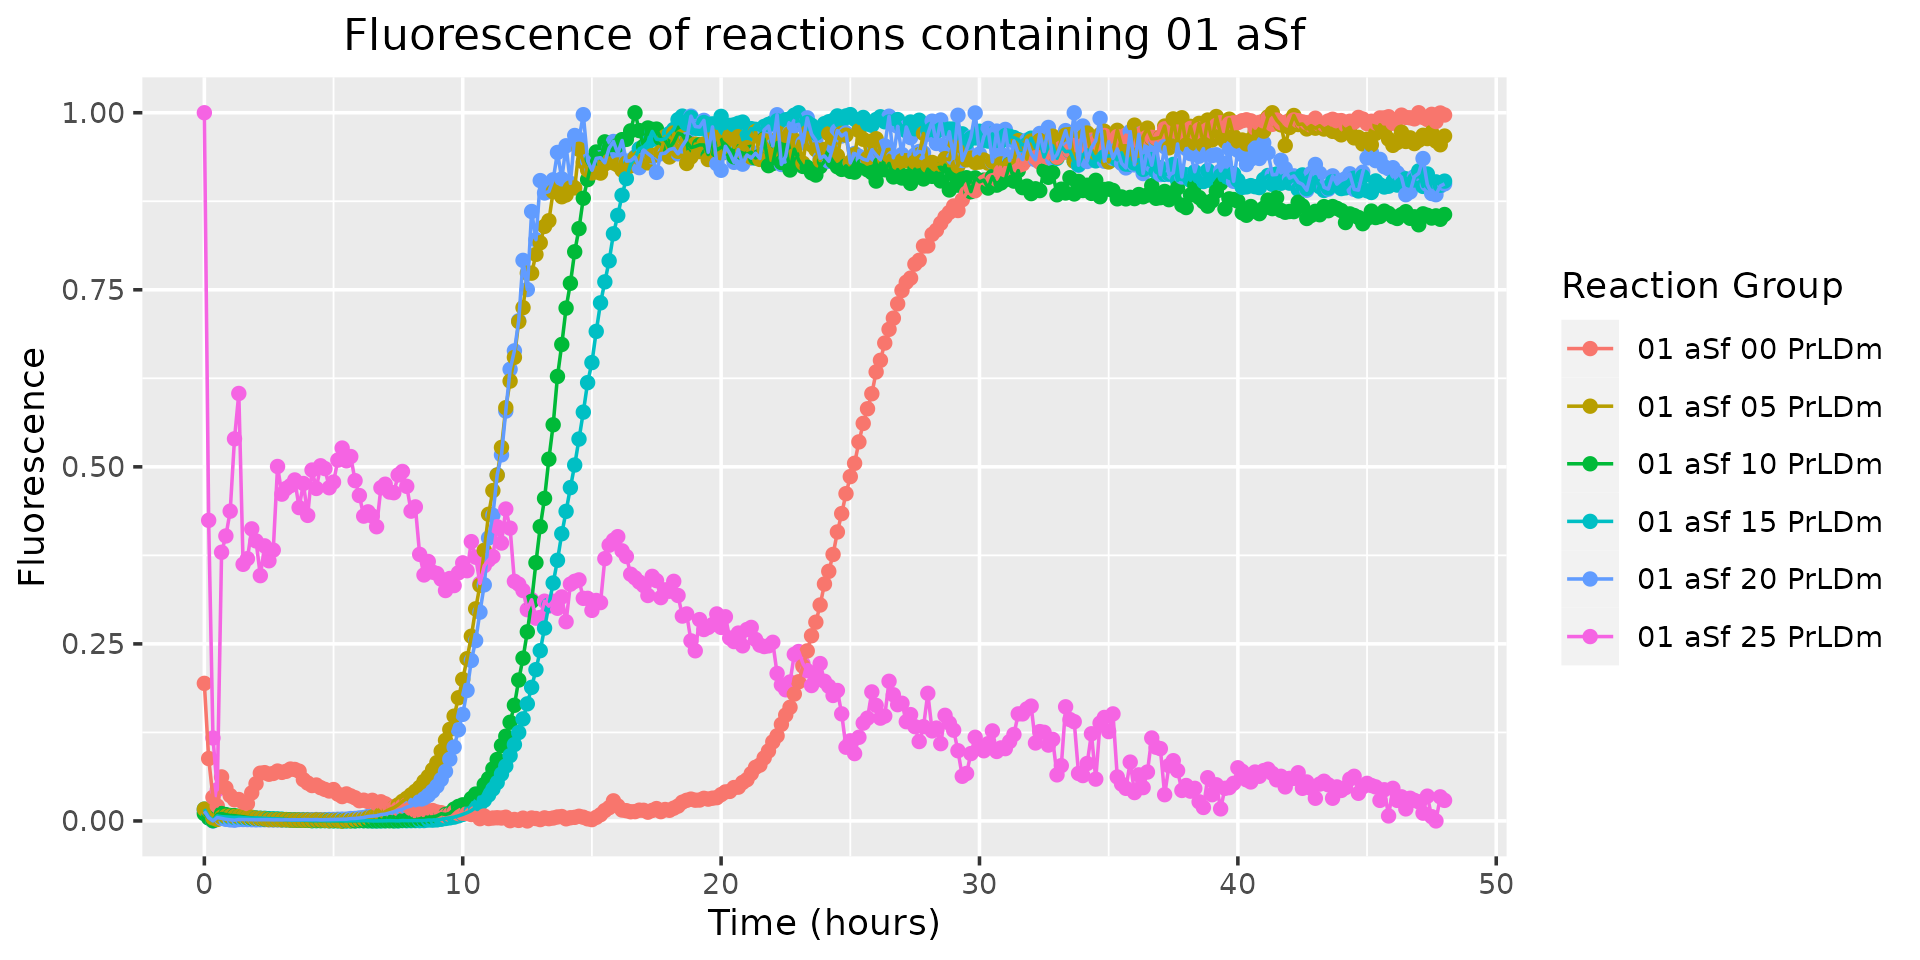 Fluorescence of reactions containing 01 aSf
Fluorescence
1.00
0.75
0.50
0.25
0.00
0 10 20 30 40 50
Time (hours)
Reaction Group
01 aSf 00 PrLDm
01 aSf 05 PrLDm
01 aSf 10 PrLDm
01 aSf 15 PrLDm
01 aSf 20 PrLDm
01 aSf 25 PrLDm